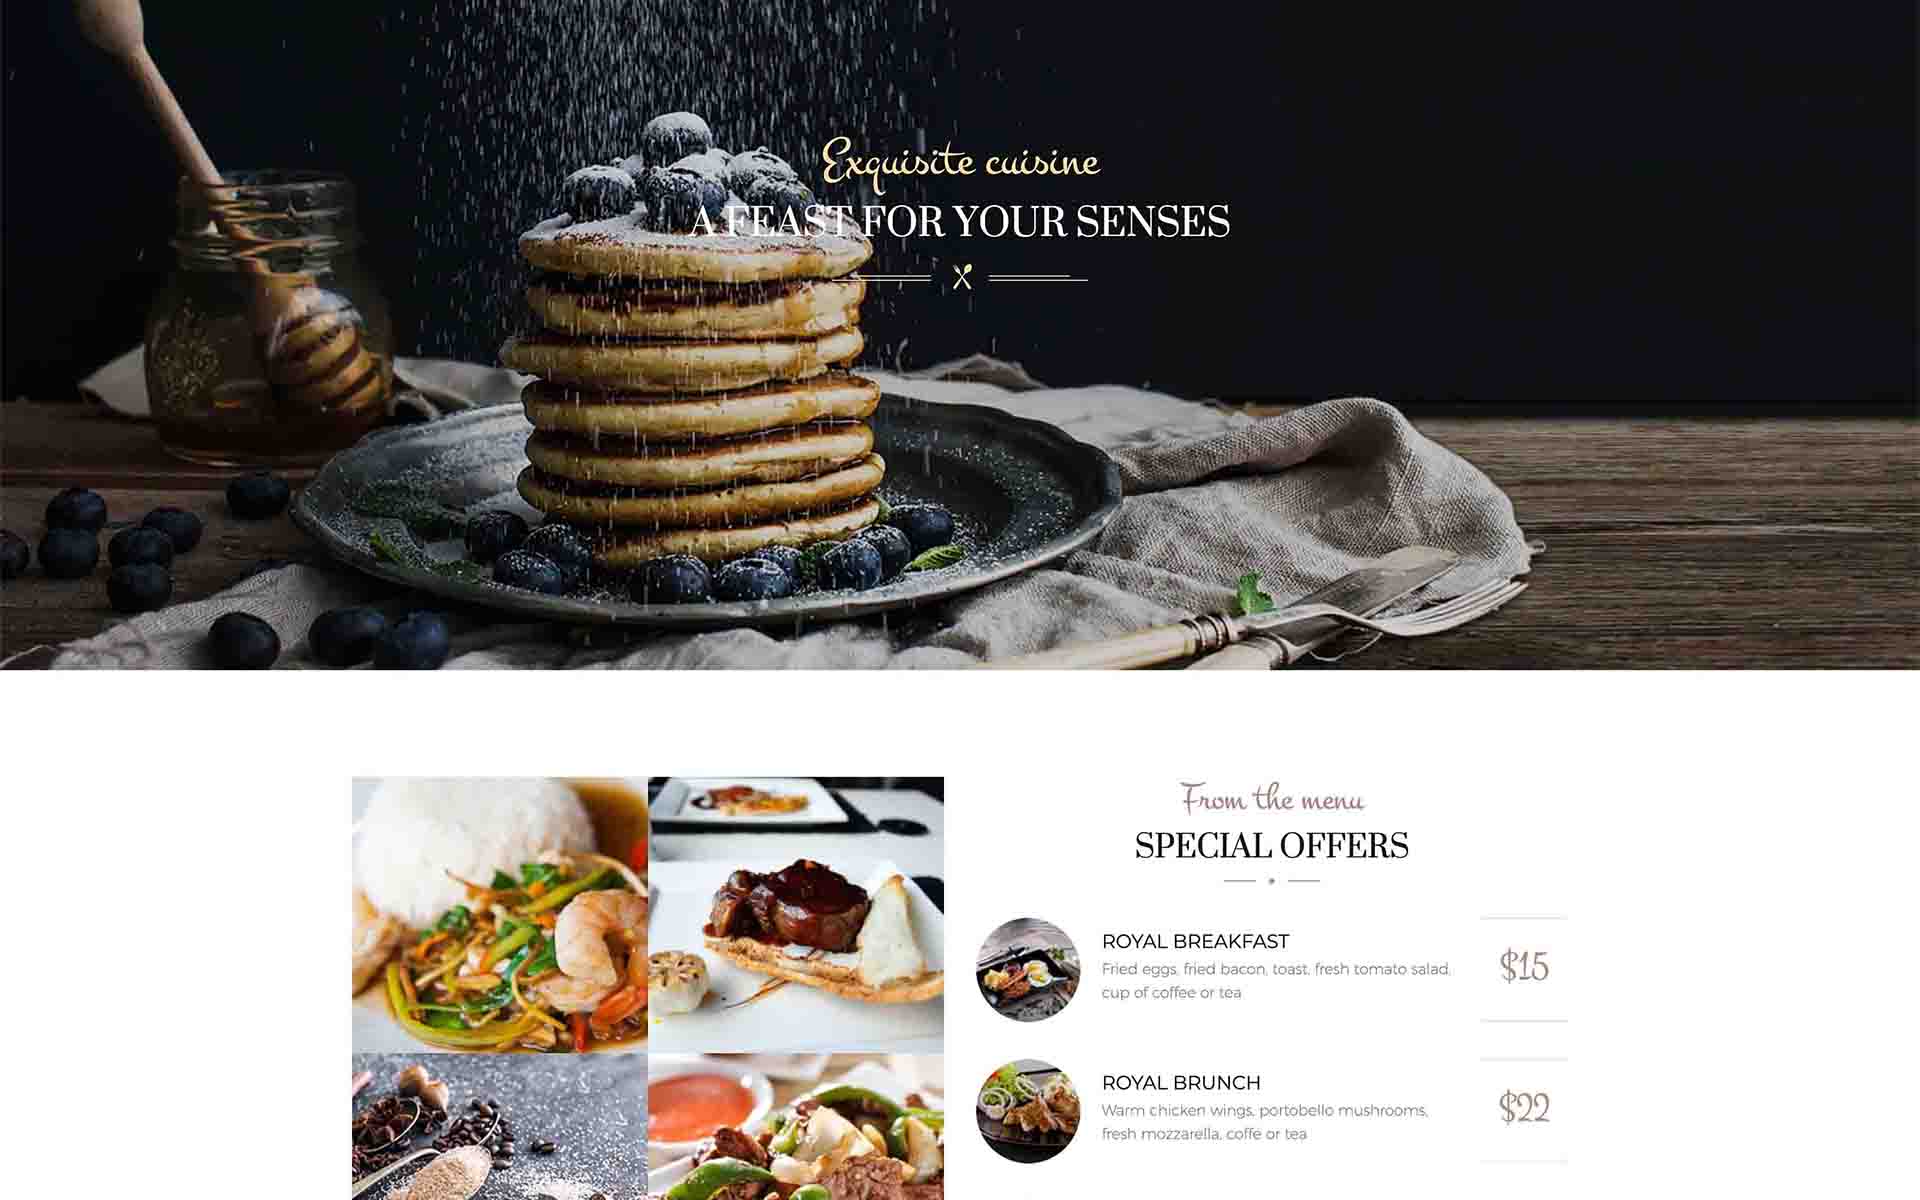 Exquisite cuisine
A FEAST FOR YOUR SENSES
From the menu
SPECIAL OFFERS
ROYAL BREAKFAST
Fried eggs, fried bacon, toast, fresh tomato salad,
cup of coffee or tea
$15
ROYAL BRUNCH
Warm chicken wings, portobello mushrooms,
fresh mozzarella, coffe or tea
$22